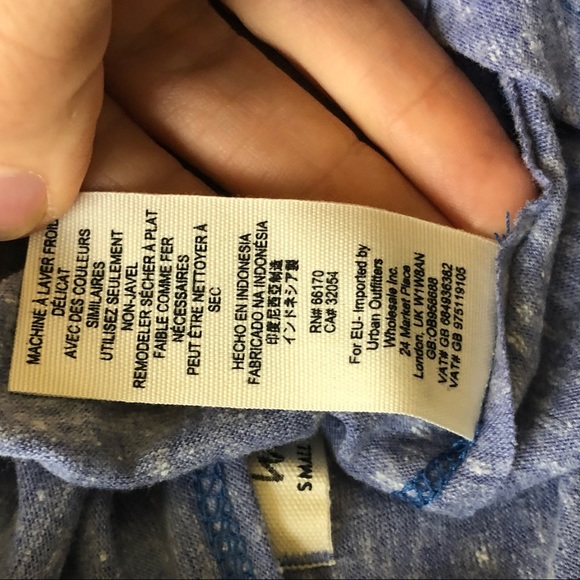 MACHINE À LAVER FROID
DÉLICAT
AVEC DES COULEURS
SIMILAIRES
UTILISEZ SEULEMENT
NON-JAVEL
REMODELER SÉCHER À PLAT
FAIBLE COMME FER
NÉCESSAIRES
PEUT ÊTRE NETTOYER À
SEC
HECHO EN INDONESIA
FABRICADO NA INDONÉSIA
印度尼西亚制造
インドネシア製
RN# 66170
CA# 32054
For EU- Imported by
Urban Outfitters
Wholesale Inc.
24 Market Place
London. UK W1W8AN
GB:OB956688
VAT# GB 984936382
VAT# GB 975119105
SMALL